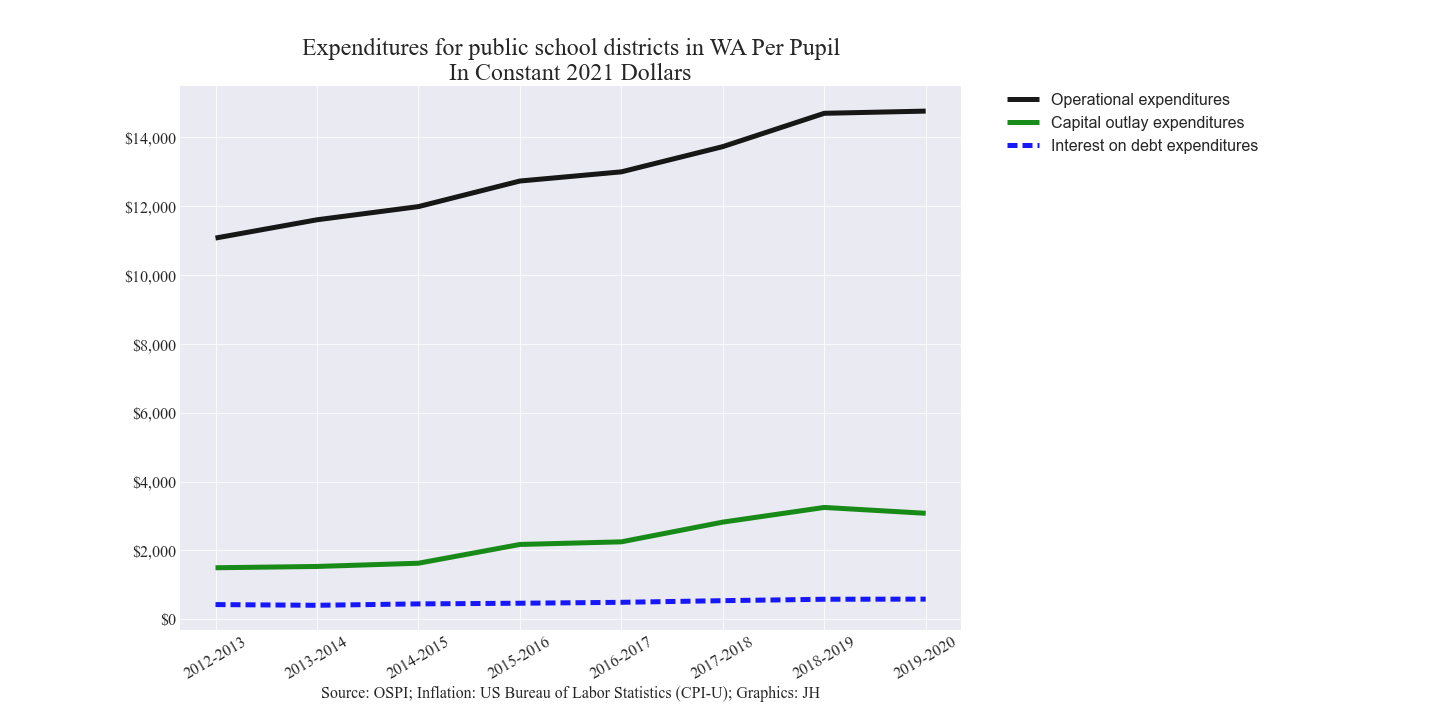 Expenditures for public school districts in WA Per Pupil
In Constant 2021 Dollars
Operational expenditures
Capital outlay expenditures
Interest on debt expenditures
$14,000
$12,000
$10,000
$8,000
$6,000
$4,000
$2,000
$0
2012-2013
2013-2014
2014-2015
2015-2016
2016-2017
2017-2018
2018-2019
2019-2020
Source: OSPI; Inflation: US Bureau of Labor Statistics (CPI-U); Graphics: JH